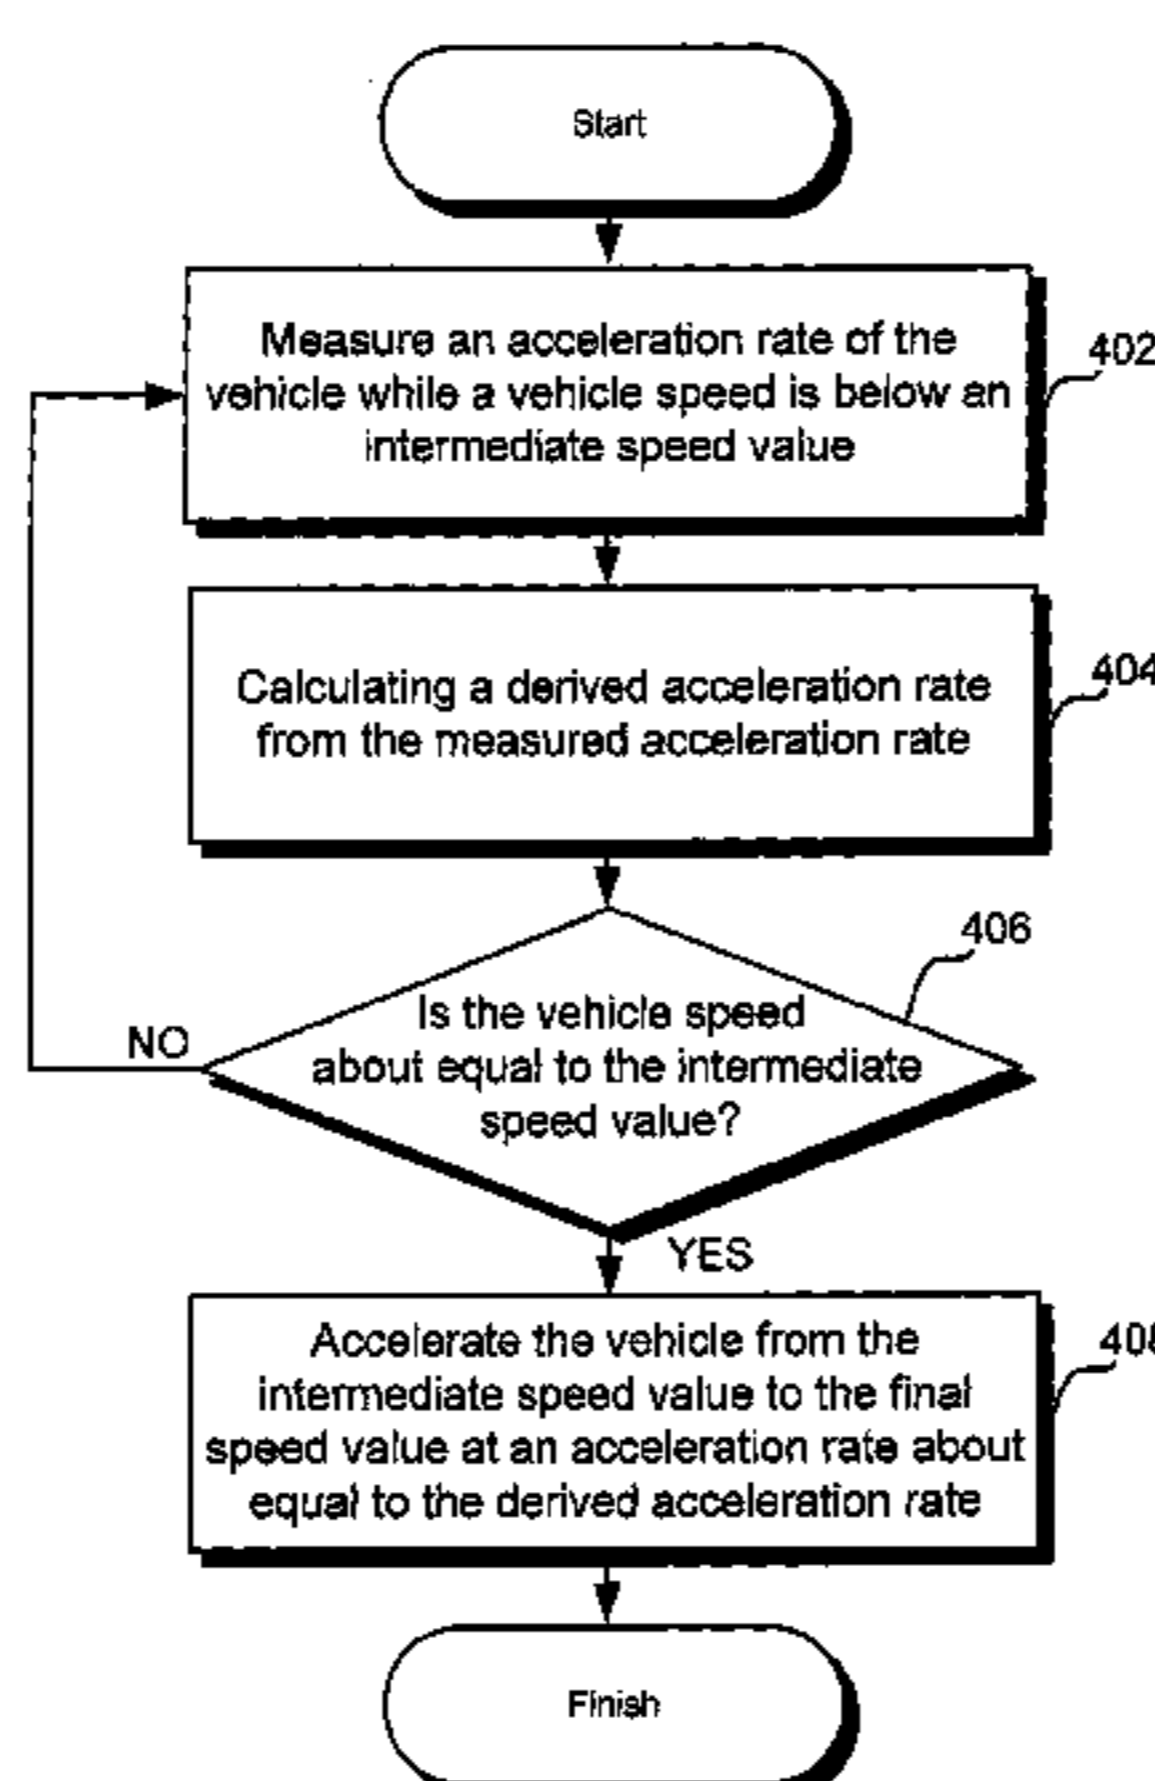 Start
Measure an acceleration rate of the
vehicle while a vehicle speed is below an
intermediate speed value
402
Calculating a derived acceleration rate
from the measured acceleration rate
404
406
Is the vehicle speed
about equal to the intermediate
speed value?
NO
YES
Accelerate the vehicle from the
intermediate speed value to the final
speed value at an acceleration rate about
equal to the derived acceleration rate
408
Finish